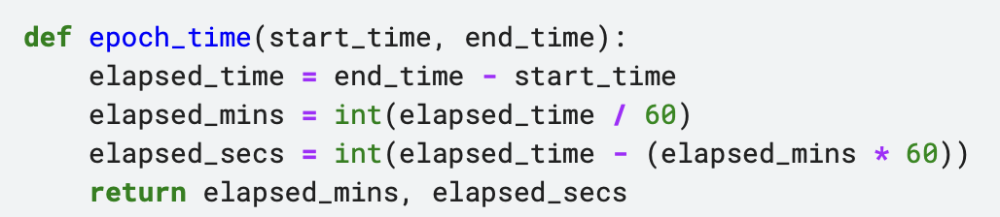 def epoch_time(start_time, end_time):
    elapsed_time = end_time - start_time
    elapsed_mins = int(elapsed_time / 60)
    elapsed_secs = int(elapsed_time - (elapsed_mins * 60))
    return elapsed_mins, elapsed_secs